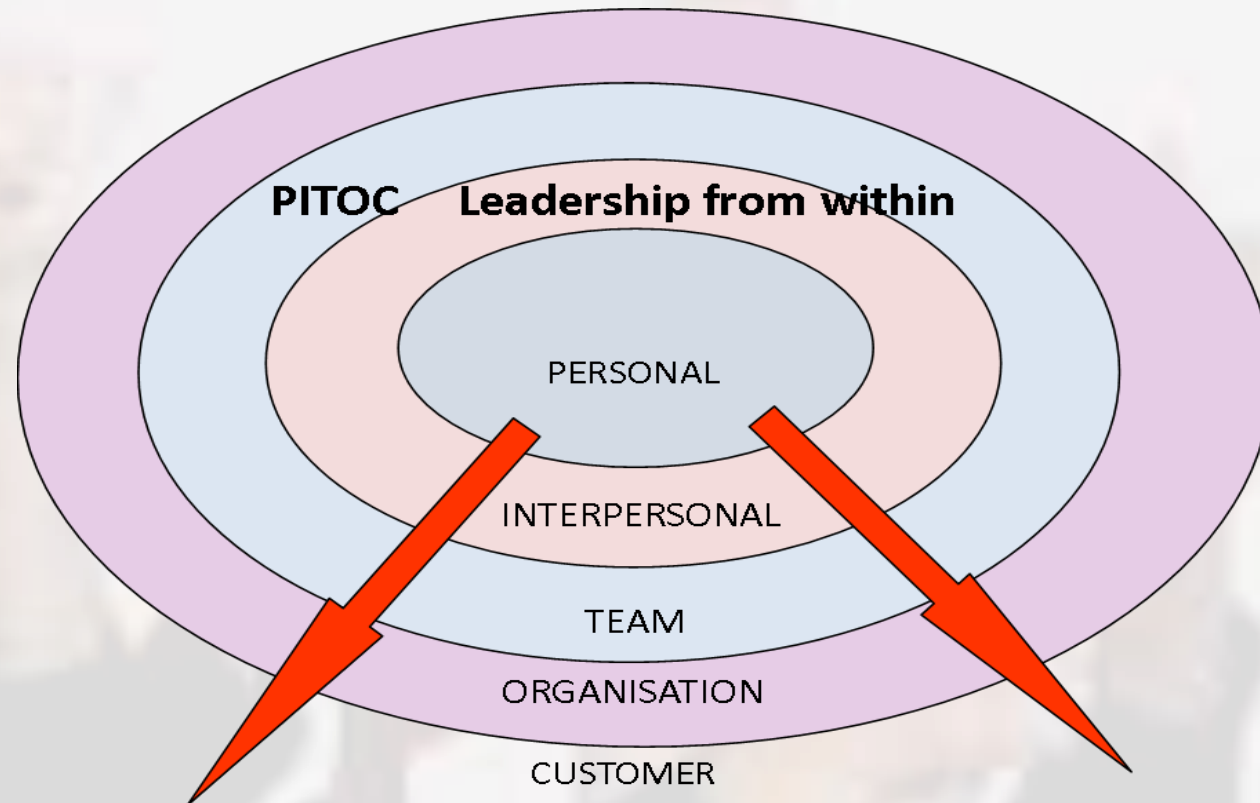 PITOC Leadership from within
PERSONAL
INTERPERSONAL
TEAM
ORGANISATION
CUSTOMER